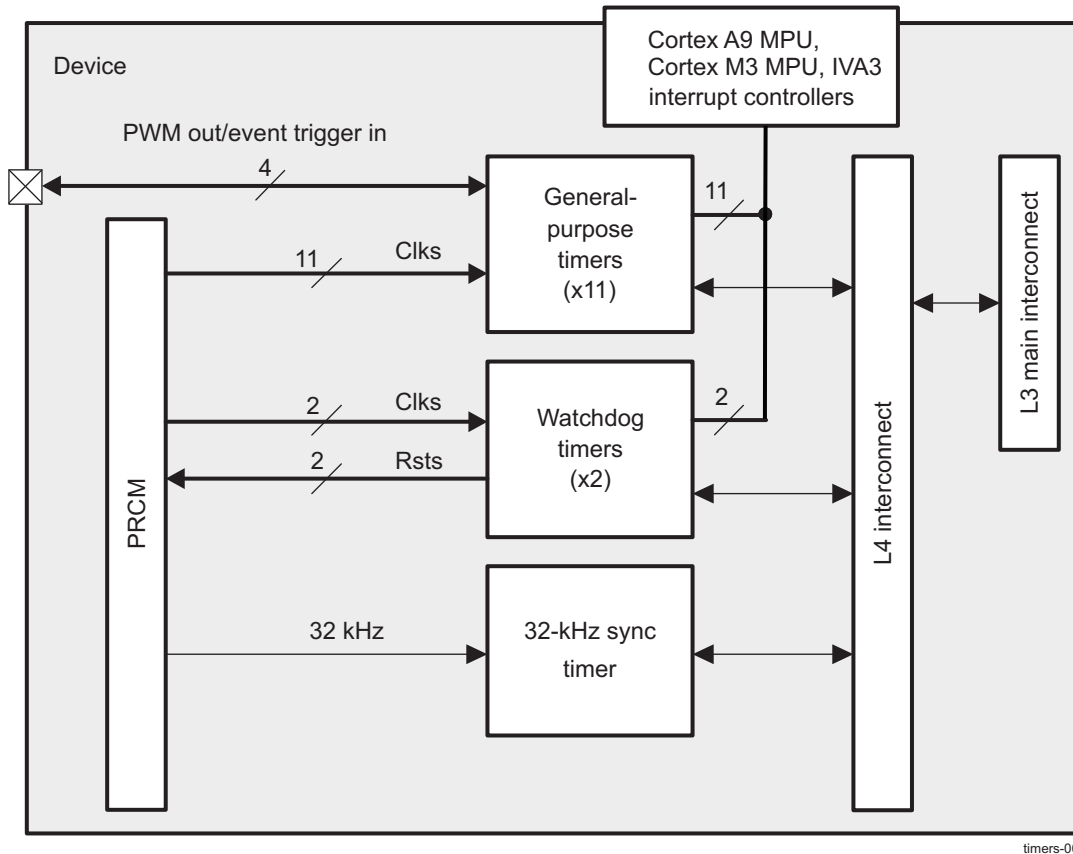 Cortex A9 MPU,
Cortex M3 MPU, IVA3
interrupt controllers
Device
PWM out/event trigger in
4
General-
purpose
timers
(x11)
11
11
Clks
L3 main interconnect
2
Clks
Watchdog
timers
(x2)
2
2
Rsts
PRCM
L4 interconnect
32 kHz
32-kHz sync
timer